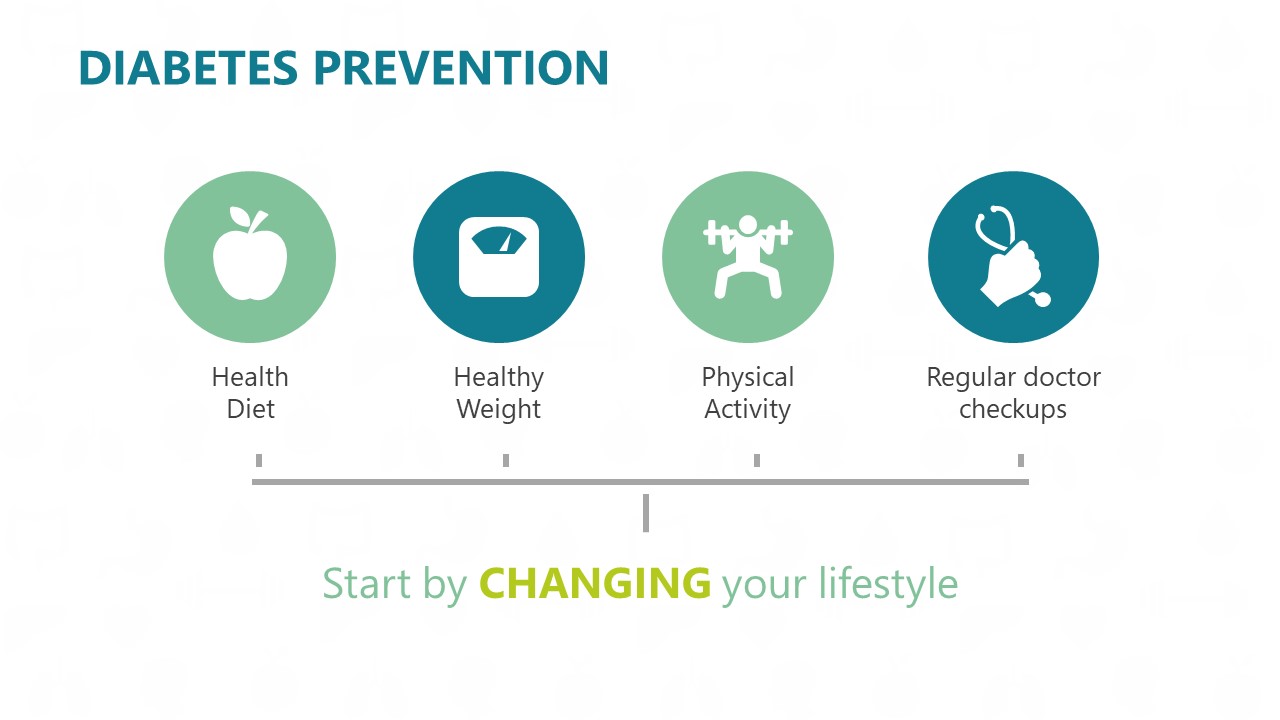 DIABETES PREVENTION
Health
Diet
Healthy
Weight
Physical
Activity
Regular doctor
checkups
Start by CHANGING your lifestyle